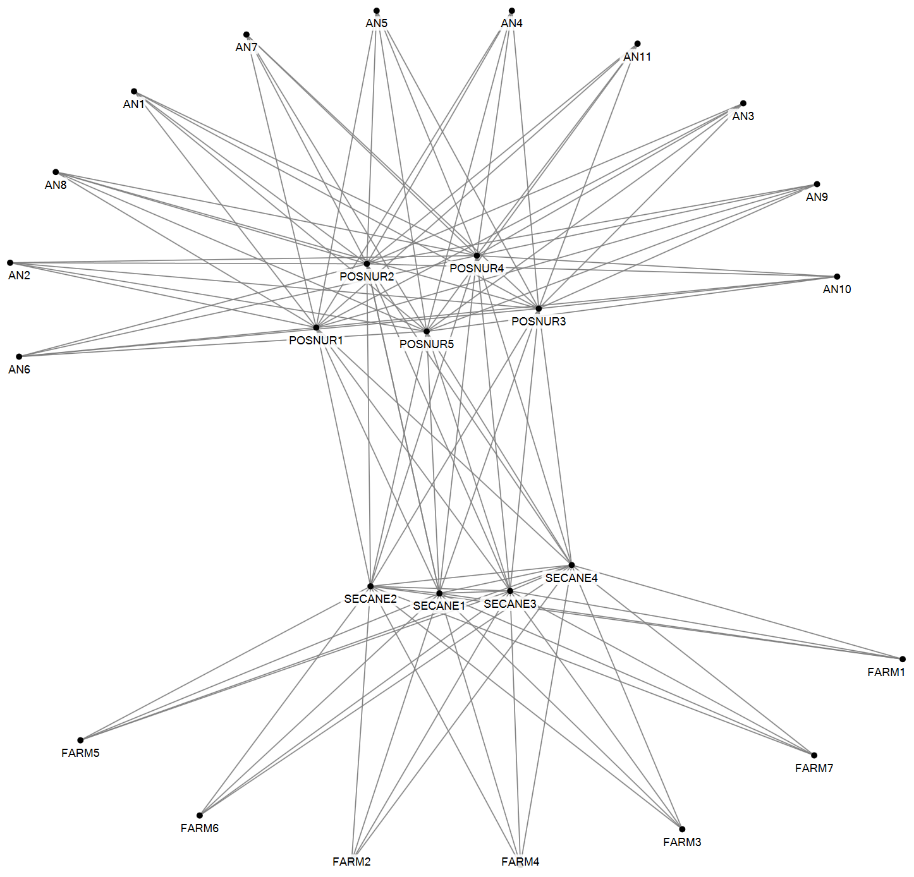 AN5
AN4
AN7
AN11
AN1
AN3
AN8
AN9
POSNUR4
AN2
POSNUR2
AN10
POSNUR3
POSNUR1
POSNUR5
AN6
SECANE4
SECANE2
SECANE3
SECANE1
FARM1
FARM5
FARM7
FARM6
FARM3
FARM2
FARM4